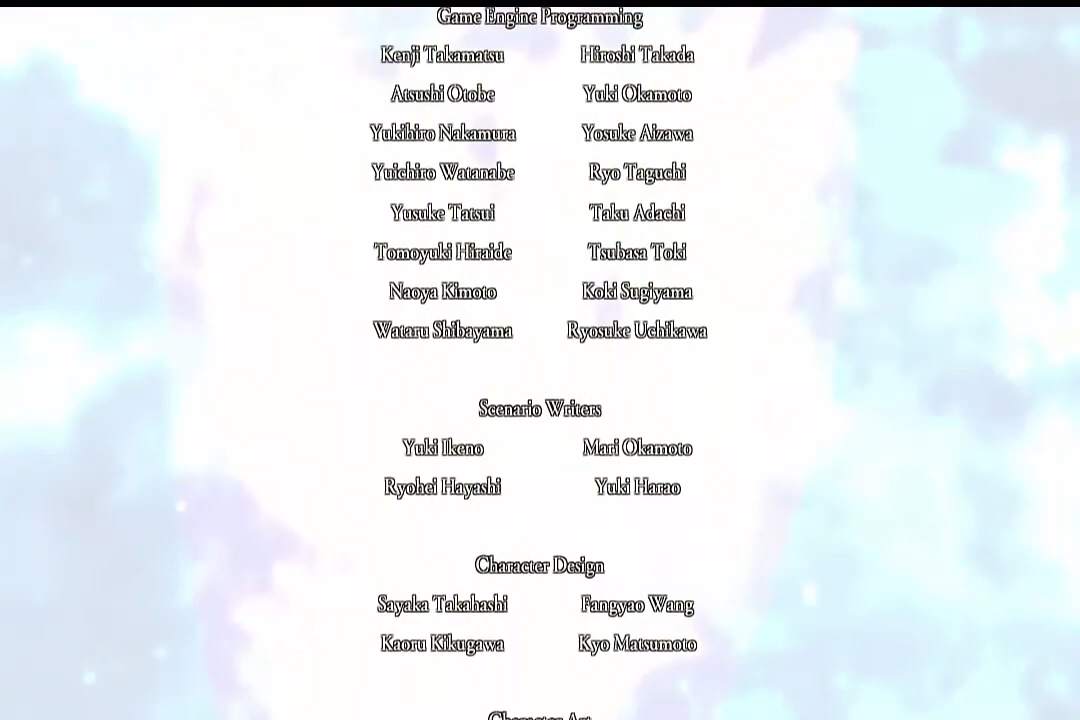 Game Engine Programming
Kenji Takamatsu Hiroshi Takada
Atsushi Otobe Yuki Okamoto
Yukihiro Nakamura Yosuke Aizawa
Yuichiro Watanabe Ryo Taguchi
Yusuke Tatsui Taku Adachi
Tomoyuki Hiraide Tsubasa Toki
Naoya Kimoto Koki Sugiyama
Wataru Shibayama Ryosuke Uchikawa
Scenario Writers
Yuki Ikeno Mari Okamoto
Ryohei Hayashi Yuki Harao
Character Design
Sayaka Takahashi Fangyao Wang
Kaoru Kikugawa Kyo Matsumoto
Character Art